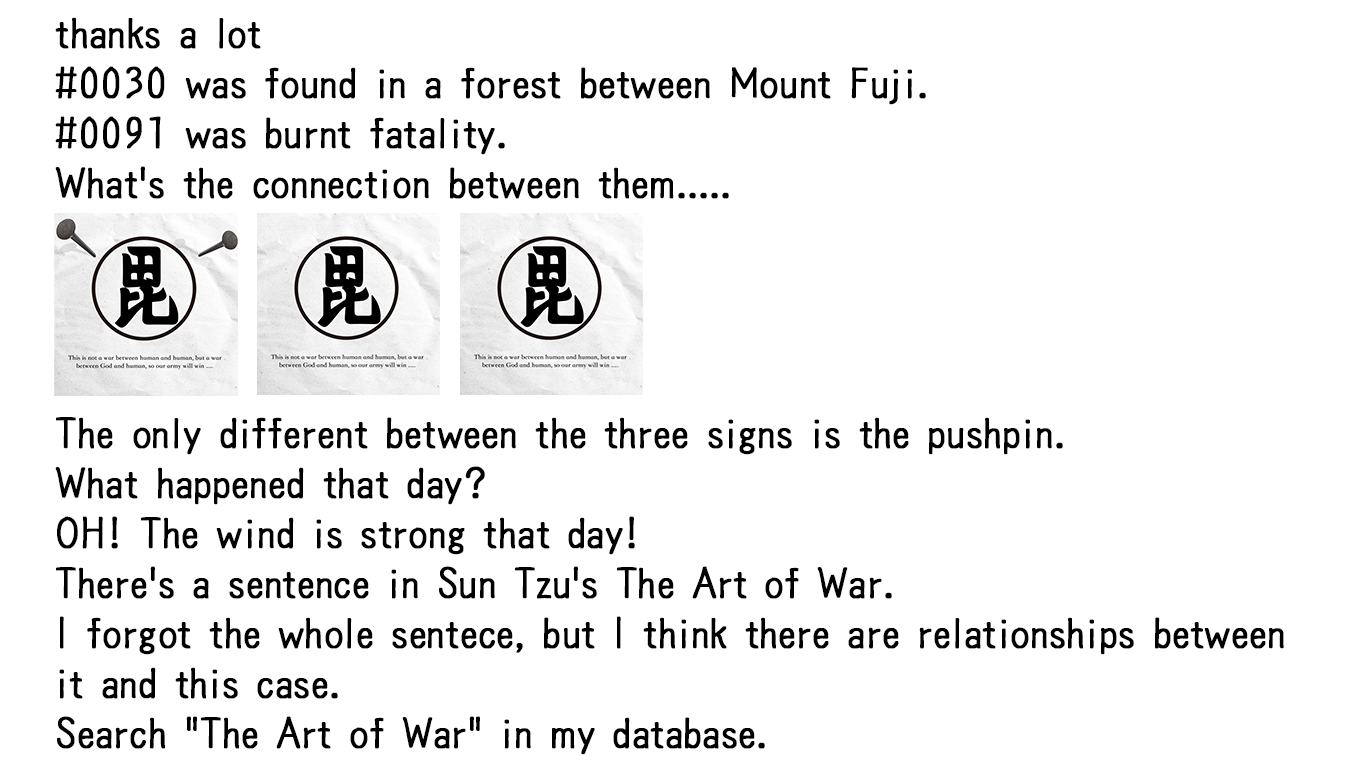 thanks a lot
#0030 was found in a forest between Mount Fuji.
#0091 was burnt fatality.
What's the connection between them.....
毘 毘 毘
This is not a war between human and human, but a war
between God and human, so our army will win ....
This is not a war between human and human, but a war
between God and human, so our army will win ....
This is not a war between human and human, but a war
between God and human, so our army will win ....
The only different between the three signs is the pushpin.
What happened that day?
OH! The wind is strong that day!
There's a sentence in Sun Tzu's The Art of War.
I forgot the whole sentece, but I think there are relationships between
it and this case.
Search "The Art of War" in my database.